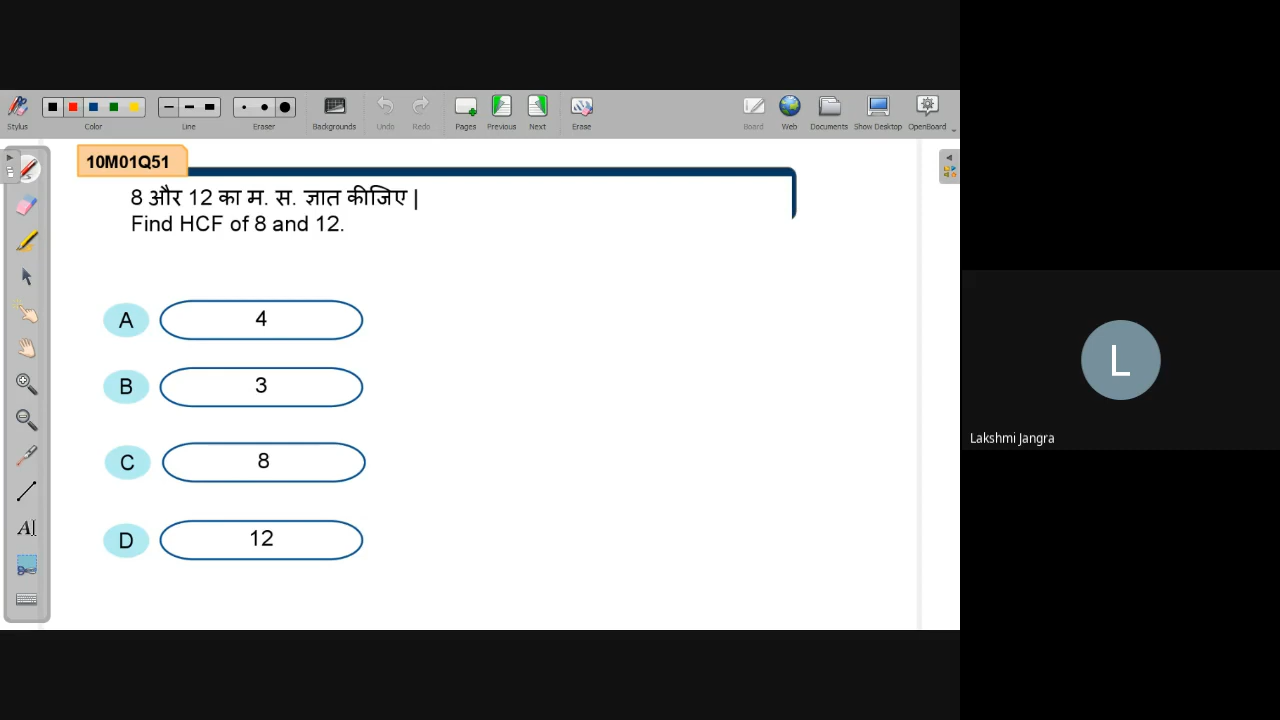 Stylus
Color
Line
Eraser
Backgrounds
Undo
Redo
Pages
Previous
Next
Erase
Board
Web
Documents
Show Desktop
OpenBoard
10M01Q51
8 और 12 का म. स. ज्ञात कीजिए |
Find HCF of 8 and 12.
A 4
B 3
C 8
D 12
AI
L
Lakshmi Jangra